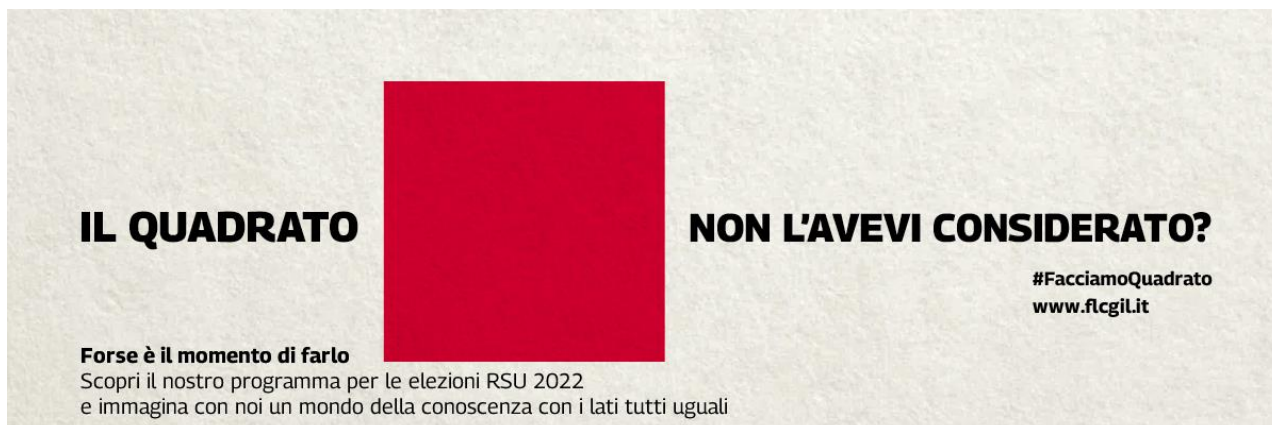 IL QUADRATO NON L'AVEVI CONSIDERATO?
#FacciamoQuadrato
www.flcgil.it
Forse è il momento di farlo
Scopri il nostro programma per le elezioni RSU 2022
e immagina con noi un mondo della conoscenza con i lati tutti uguali